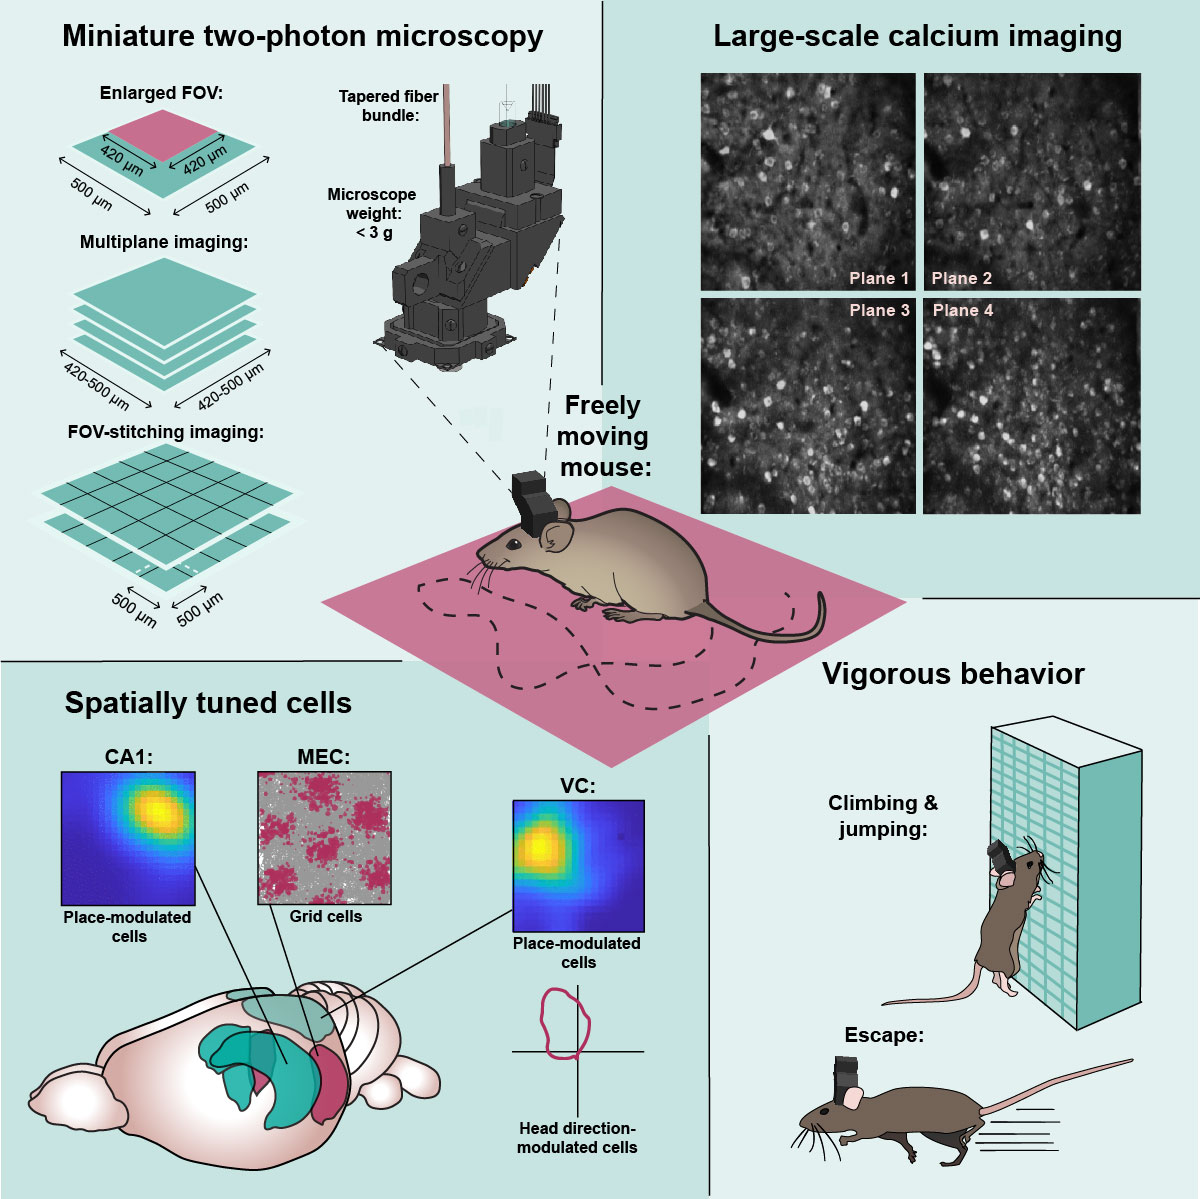 Miniature two-photon microscopy
Enlarged FOV:
420 µm
420 µm
500 µm
500 µm
Multiplane imaging:
420-500 µm
420-500 µm
FOV-stitching imaging:
500 µm
500 µm
Tapered fiber
bundle:
Microscope
weight:
< 3 g
Large-scale calcium imaging
Plane 1
Plane 2
Plane 3
Plane 4
Freely
moving
mouse:
Spatially tuned cells
CA1:
Place-modulated
cells
MEC:
Grid cells
VC:
Place-modulated
cells
Head direction-
modulated cells
Vigorous behavior
Climbing &
jumping:
Escape: